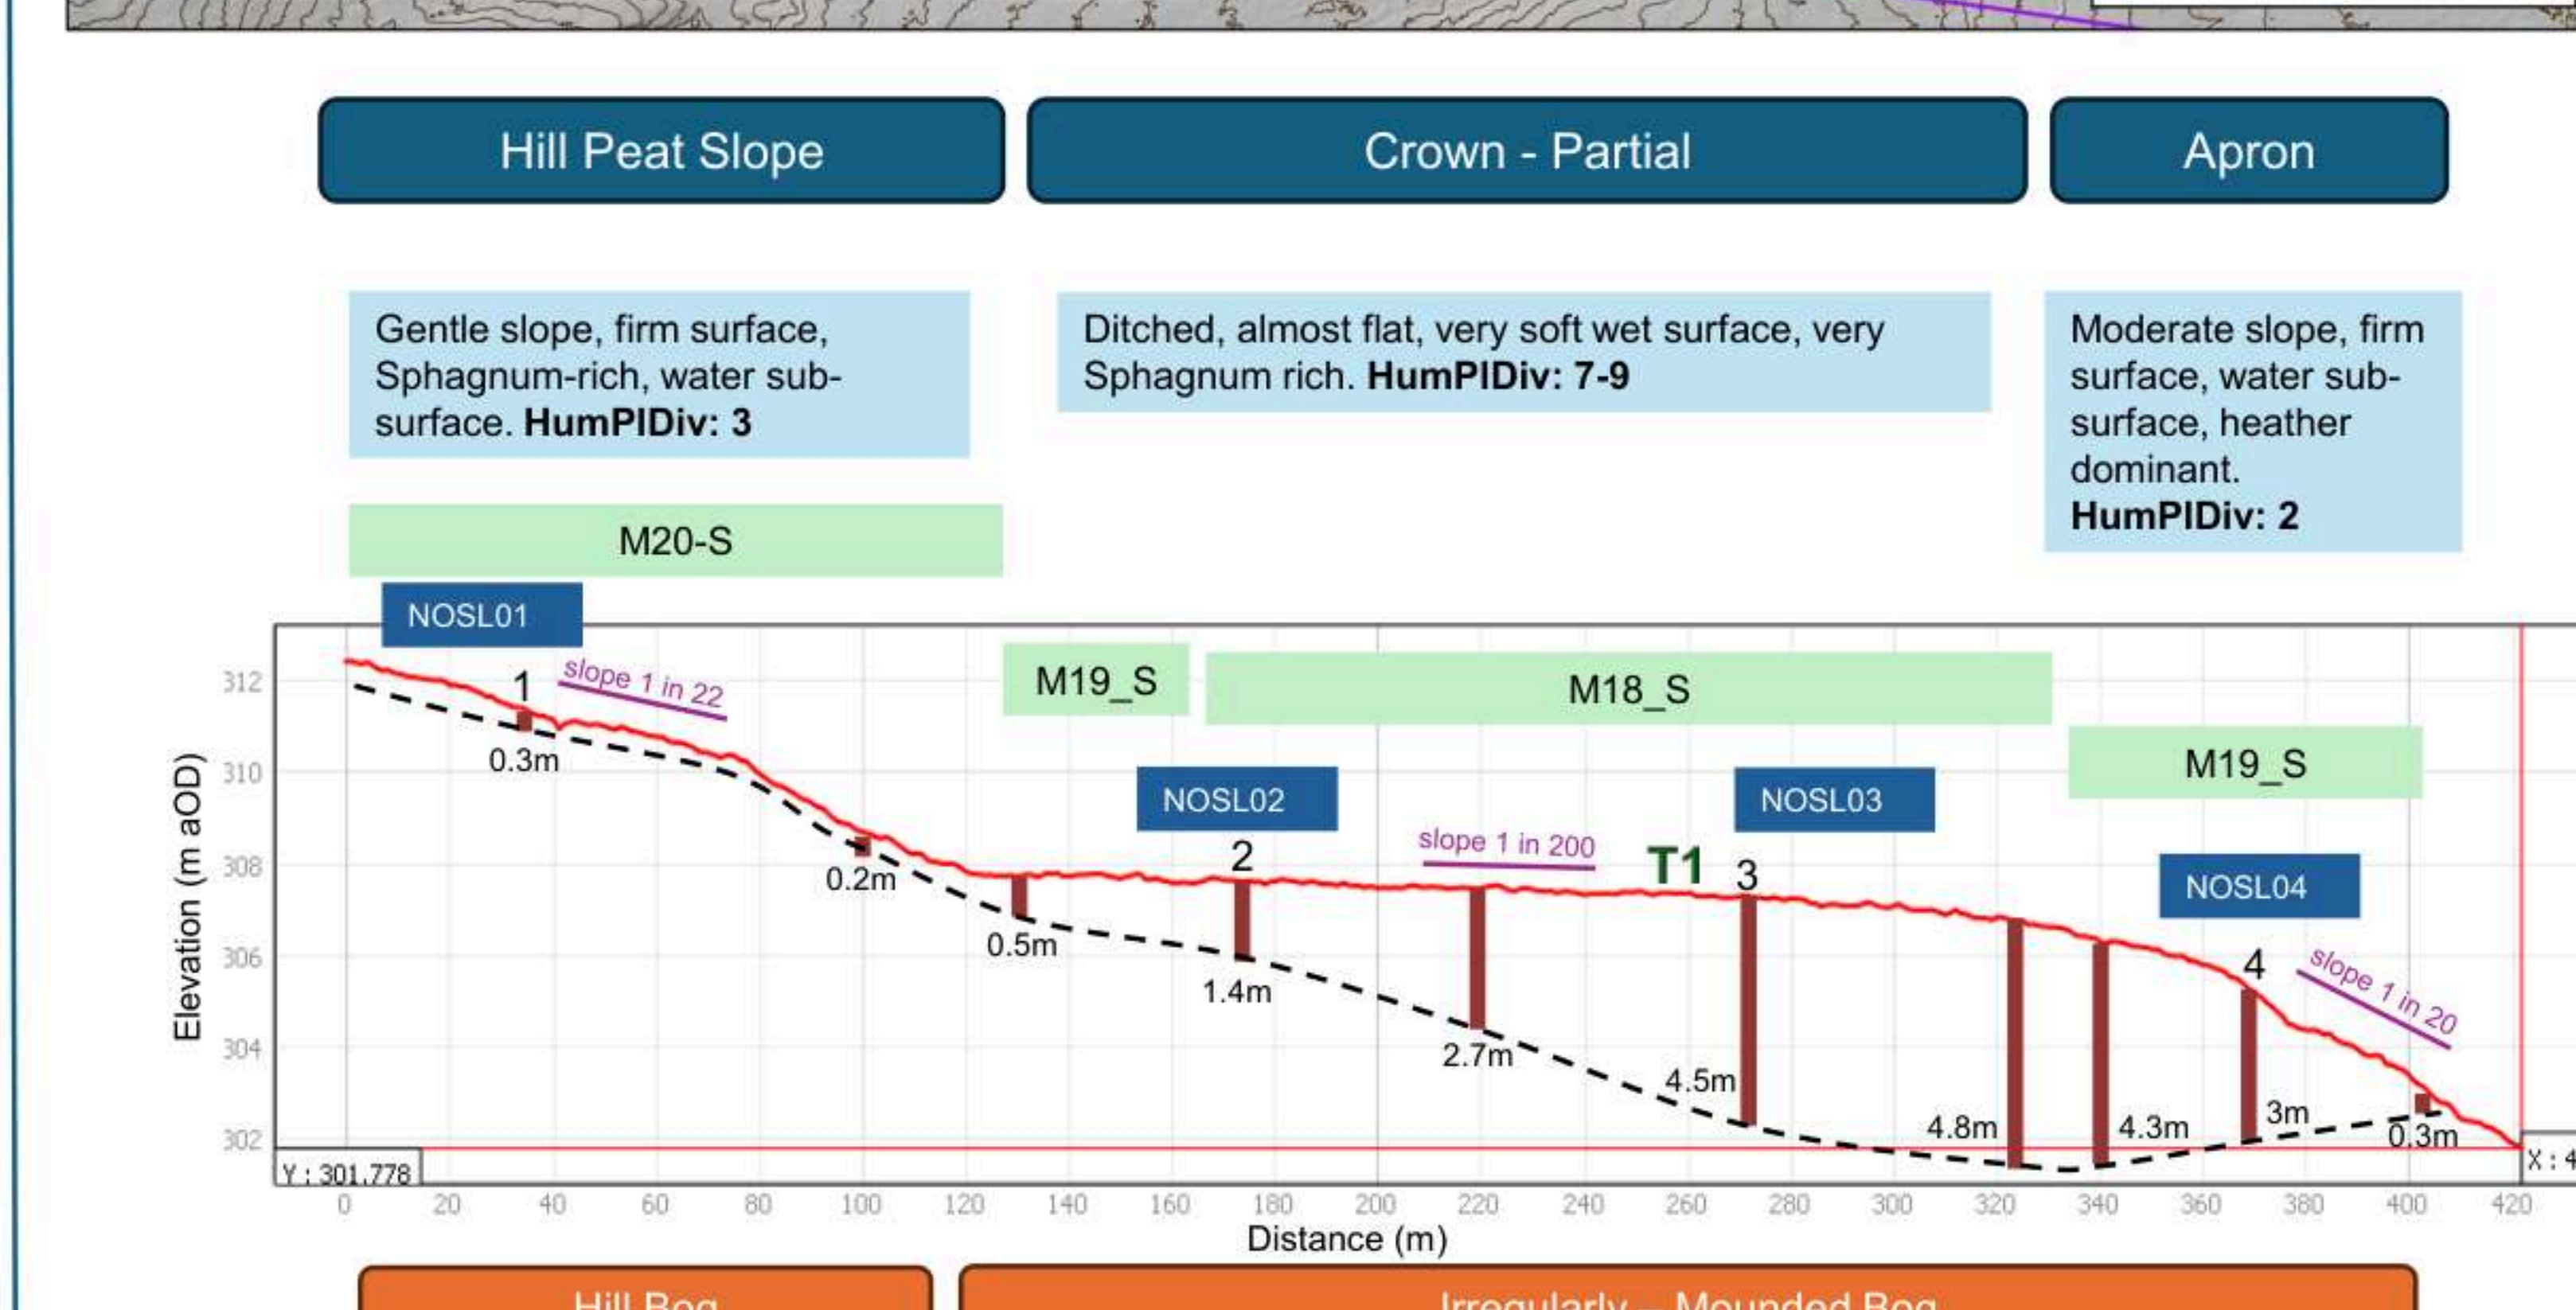 Hill Peat Slope
Crown - Partial
Apron
Gentle slope, firm surface,
Sphagnum-rich, water sub-
surface. HumPlDiv: 3
Ditched, almost flat, very soft wet surface, very
Sphagnum rich. HumPlDiv: 7-9
Moderate slope, firm
surface, water sub-
surface, heather
dominant.
HumPlDiv: 2
M20-S
NOSL01
M19_S
M18_S
M19_S
NOSL02
NOSL03
NOSL04
slope 1 in 22
slope 1 in 200
slope 1 in 20
T1
1
2
3
4
0.3m
0.2m
0.5m
1.4m
2.7m
4.5m
4.8m
4.3m
3m
0.3m
Elevation (m aOD)
312
310
308
306
304
302
Y : 301.778
X : 4
0 20 40 60 80 100 120 140 160 180 200 220 240 260 280 300 320 340 360 380 400 420
Distance (m)
Hill Bog
Irregularly – Mounded Bog